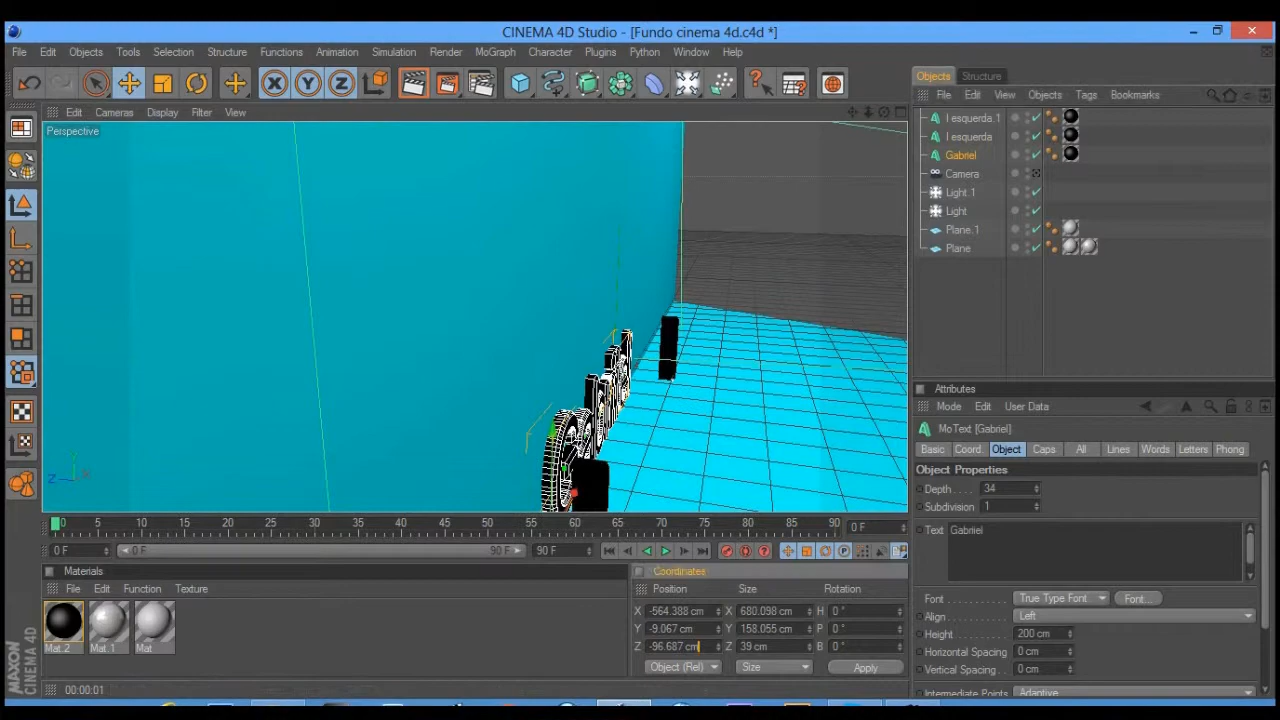 CINEMA 4D Studio - [Fundo cinema 4d.c4d *]
File Edit Objects Tools Selection Structure Functions Animation Simulation Render MoGraph Character Plugins Python Window Help
Objects Structure
Edit Cameras Display Filter View
File Edit View Objects Tags Bookmarks
Perspective
I esquerda.1
I esquerda
Gabriel
Camera
Light.1
Light
Plane.1
Plane
Attributes
Mode Edit User Data
MoText [Gabriel]
Basic Coord. Object Caps All Lines Words Letters Phong
Object Properties
Depth . . . . 34
Subdivision 1
Text Gabriel
0 5 10 15 20 25 30 35 40 45 50 55 60 65 70 75 80 85 90 0 F
0 F 0 F 90 F 90 F
Materials
File Edit Function Texture
Mat.2 Mat.1 Mat
Coordinates
Position Size Rotation
X -564.388 cm X 680.098 cm H 0 °
Y -9.067 cm Y 158.055 cm P 0 °
Z -96.687 cm Z 39 cm B 0 °
Object (Rel) Size Apply
Font True Type Font Font...
Align Left
Height 200 cm
Horizontal Spacing 0 cm
Vertical Spacing 0 cm
Intermediate Points Adaptive
MAXON CINEMA 4D
00:00:01